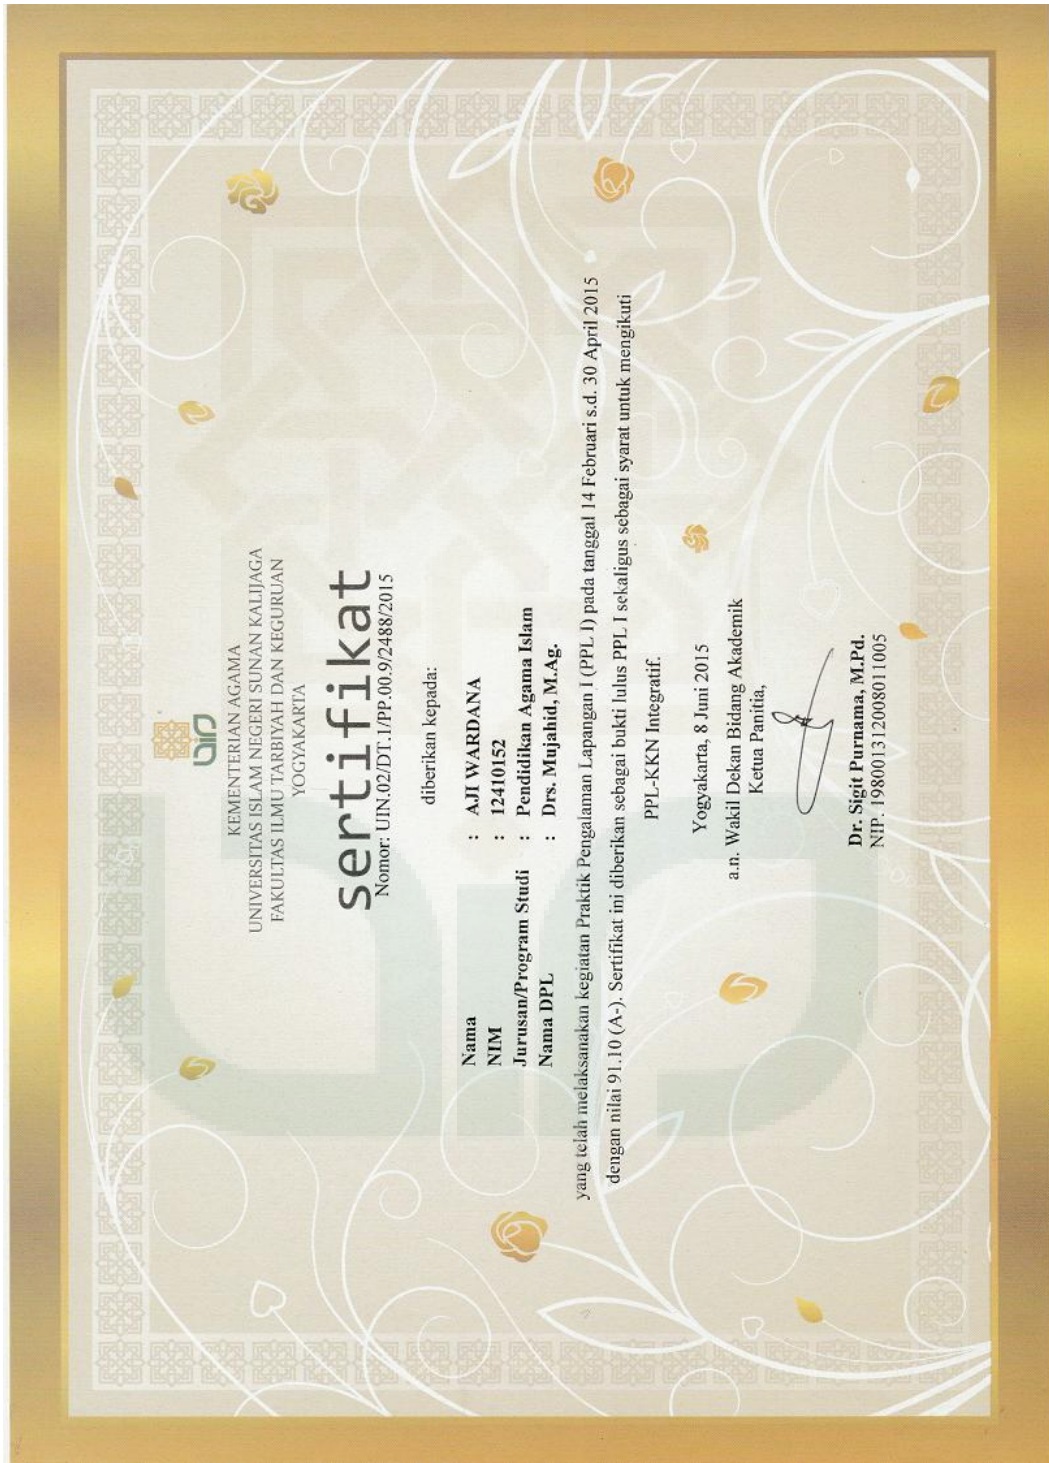 uin
KEMENTERIAN AGAMA
UNIVERSITAS ISLAM NEGERI SUNAN KALIJAGA
FAKULTAS ILMU TARBIYAH DAN KEGURUAN
YOGYAKARTA
sertifikat
Nomor: UIN.02/DT.1/PP.00.9/2488/2015
diberikan kepada:
Nama : AJI WARDANA
NIM : 12410152
Jurusan/Program Studi : Pendidikan Agama Islam
Nama DPL : Drs. Mujahid, M.Ag.
yang telah melaksanakan kegiatan Praktik Pengalaman Lapangan I (PPL I) pada tanggal 14 Februari s.d. 30 April 2015
dengan nilai 91.10 (A-). Sertifikat ini diberikan sebagai bukti lulus PPL I sekaligus sebagai syarat untuk mengikuti
PPL-KKN Integratif.
Yogyakarta, 8 Juni 2015
a.n. Wakil Dekan Bidang Akademik
Ketua Panitia,
Dr. Sigit Purnama, M.Pd.
NIP. 198001312008011005